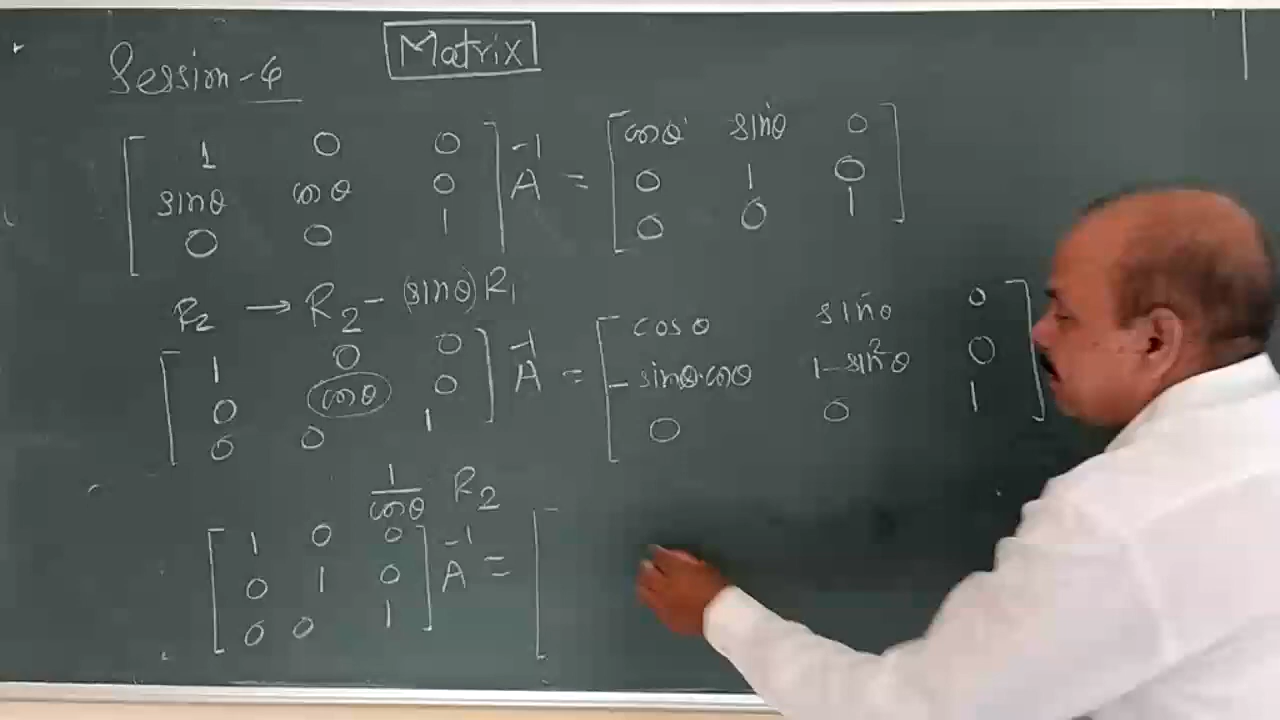 Session-4
Matrix
[1 0 0] A⁻¹ = [cosθ sinθ 0]
[sinθ cosθ 0] [0 1 0]
[0 0 1] [0 0 1]
R₂ → R₂ - (sinθ)R₁
[1 0 0] A⁻¹ = [cosθ sinθ 0]
[0 cosθ 0] [-sinθ·cosθ 1-sin²θ 0]
[0 0 1] [0 0 1]
1/cosθ R₂
[1 0 0] A⁻¹ = [
[0 1 0]
[0 0 1]